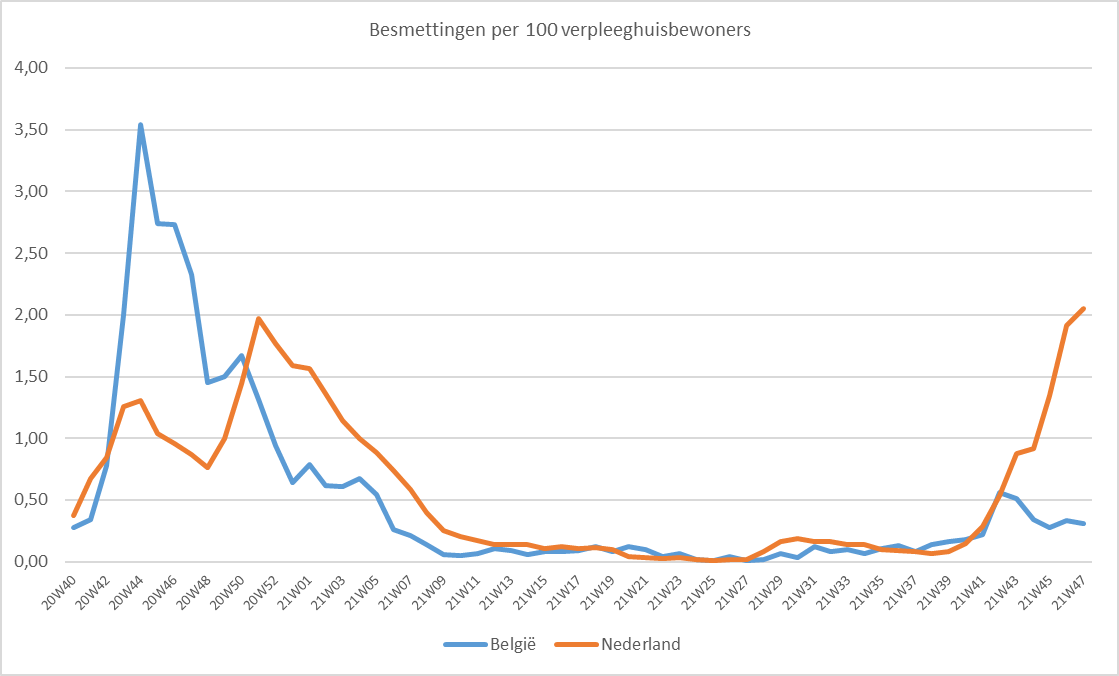 Besmettingen per 100 verpleeghuisbewoners
4,00
3,50
3,00
2,50
2,00
1,50
1,00
0,50
0,00
20W40
20W42
20W44
20W46
20W48
20W50
20W52
21W01
21W03
21W05
21W07
21W09
21W11
21W13
21W15
21W17
21W19
21W21
21W23
21W25
21W27
21W29
21W31
21W33
21W35
21W37
21W39
21W41
21W43
21W45
21W47
België Nederland